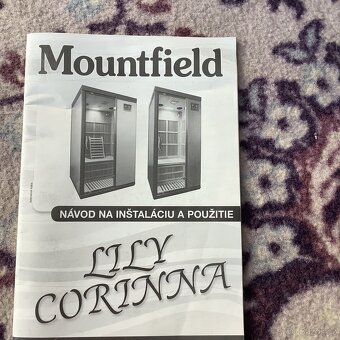 Mountfield
NÁVOD NA INŠTALÁCIU A POUŽITIE
LILY
CORINNA